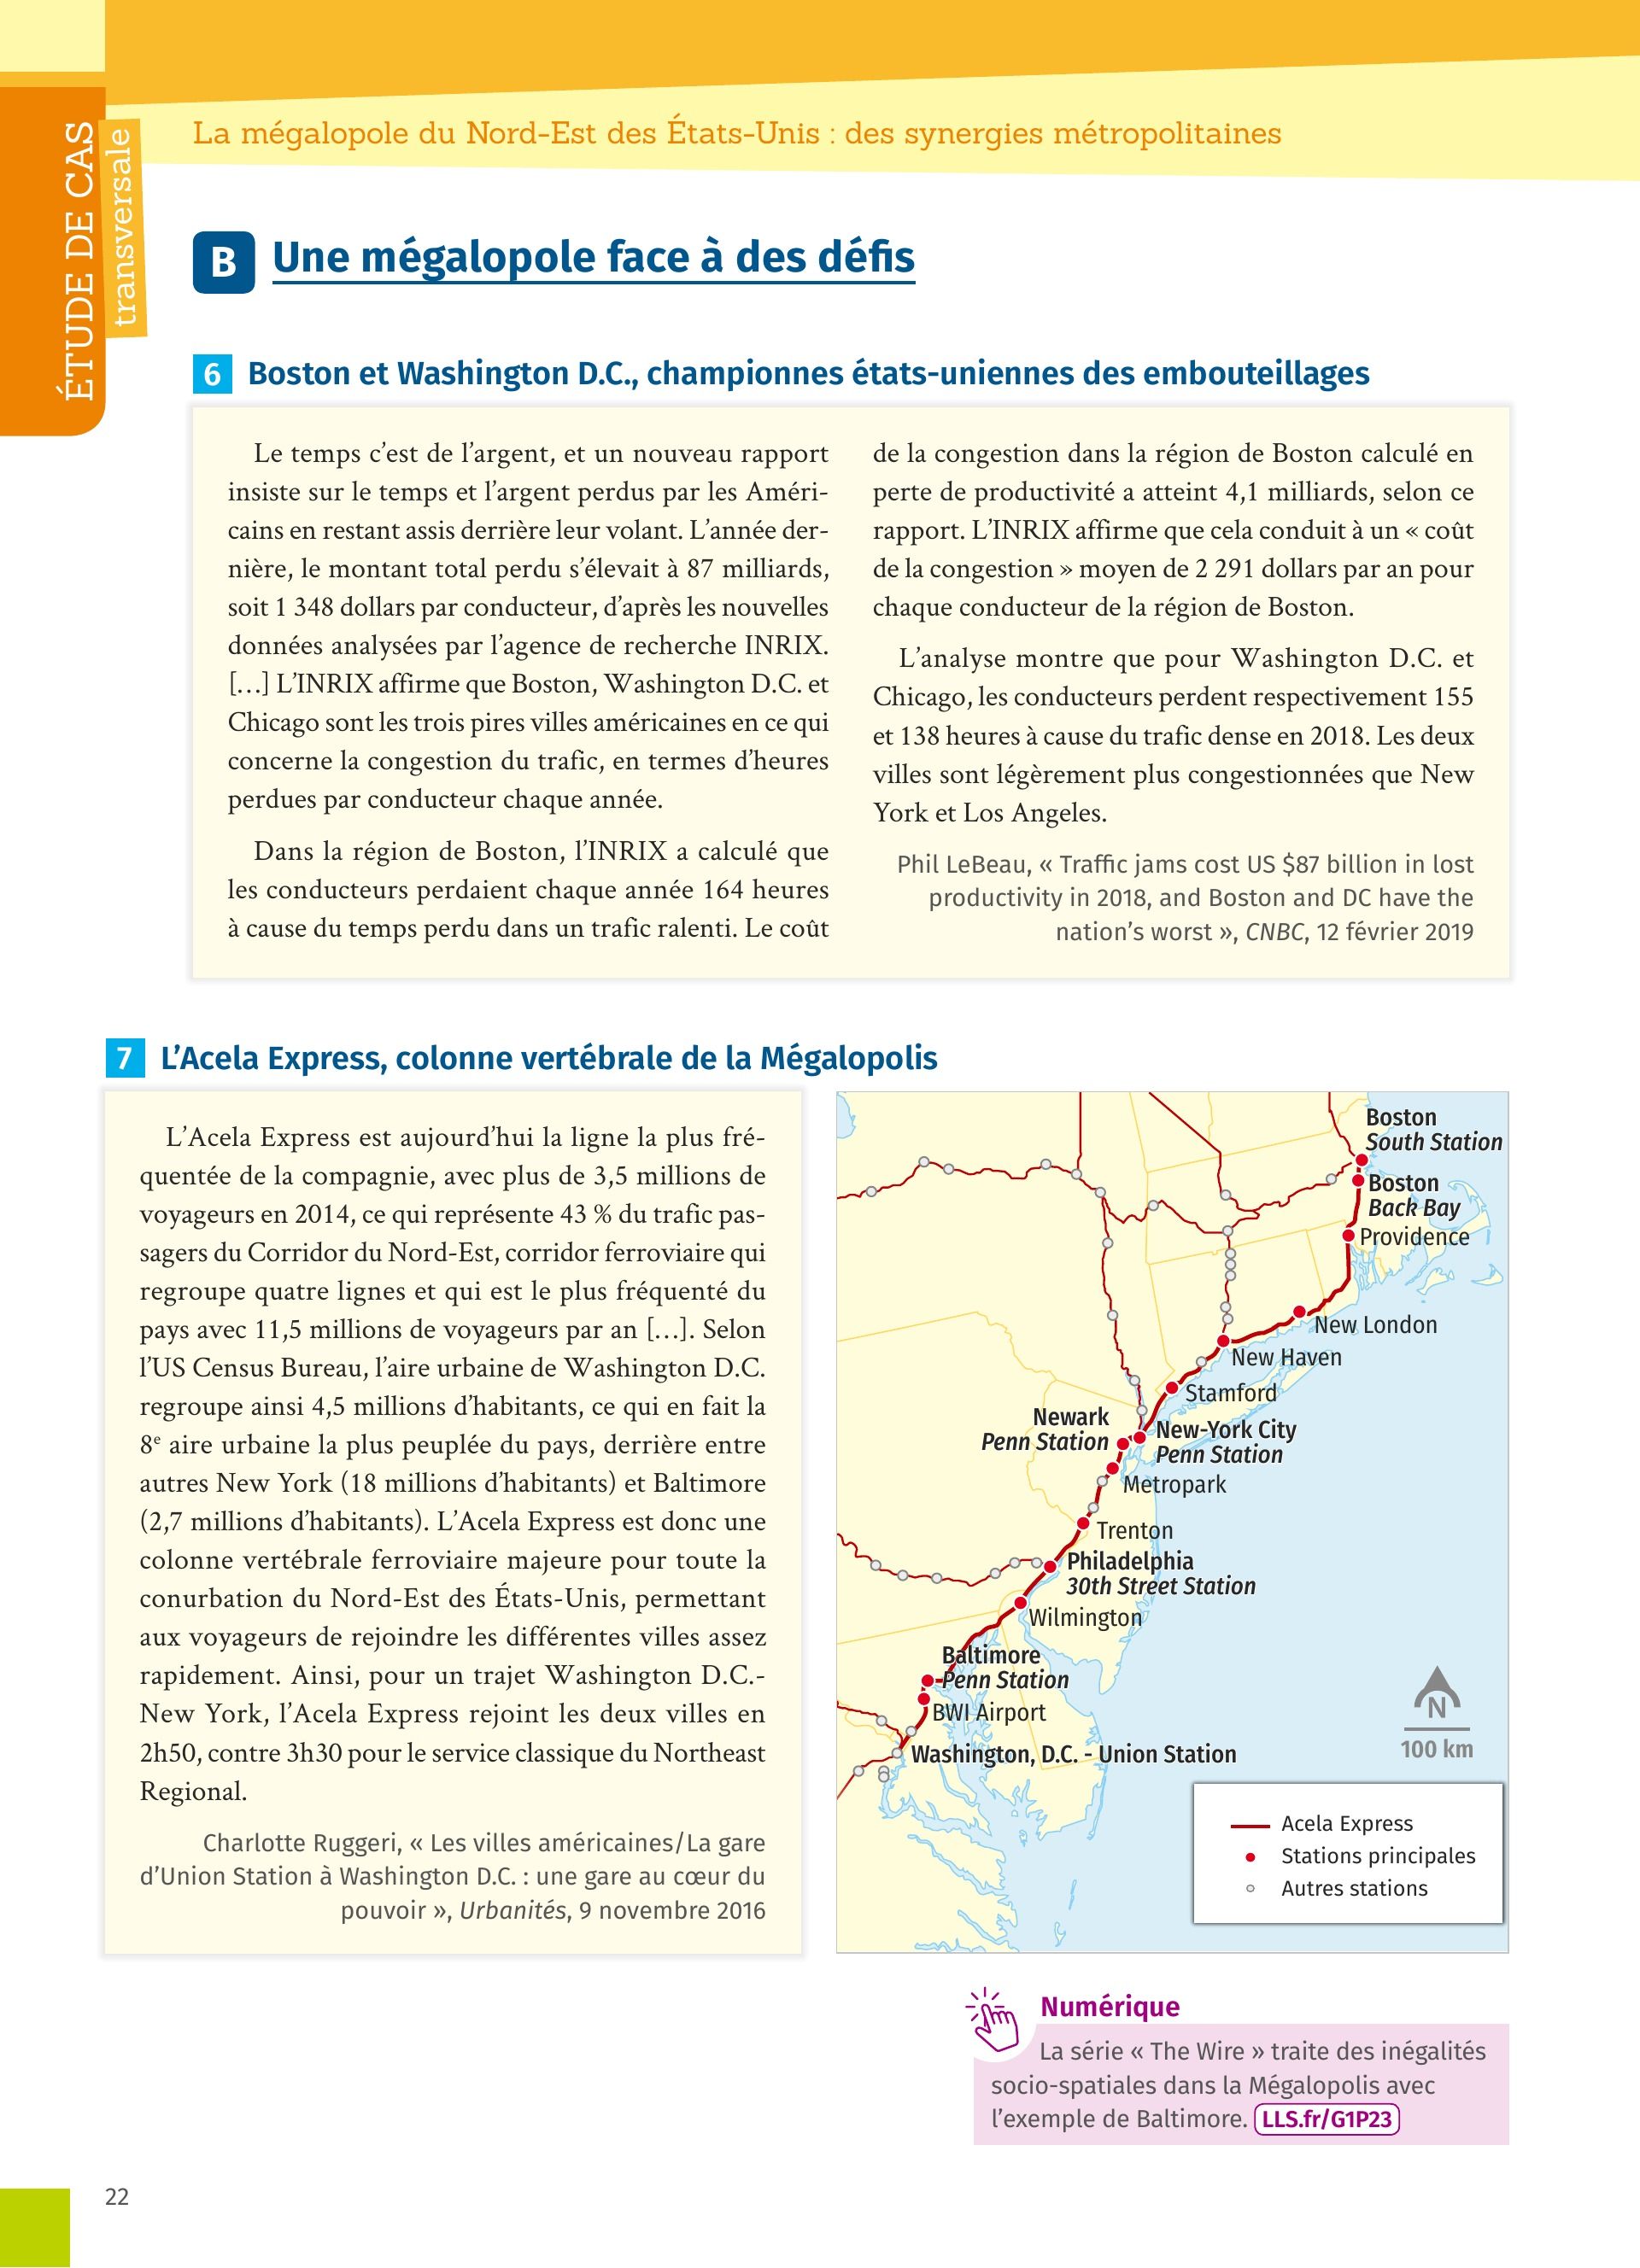 ÉTUDE DE CAS
transversale
La mégalopole du Nord-Est des États-Unis : des synergies métropolitaines
B Une mégalopole face à des défis
6 Boston et Washington D.C., championnes états-uniennes des embouteillages
Le temps c’est de l’argent, et un nouveau rapport
insiste sur le temps et l’argent perdus par les Améri-
cains en restant assis derrière leur volant. L’année der-
nière, le montant total perdu s’élevait à 87 milliards,
soit 1 348 dollars par conducteur, d’après les nouvelles
données analysées par l’agence de recherche INRIX.
[…] L’INRIX affirme que Boston, Washington D.C. et
Chicago sont les trois pires villes américaines en ce qui
concerne la congestion du trafic, en termes d’heures
perdues par conducteur chaque année.
Dans la région de Boston, l’INRIX a calculé que
les conducteurs perdaient chaque année 164 heures
à cause du temps perdu dans un trafic ralenti. Le coût
de la congestion dans la région de Boston calculé en
perte de productivité a atteint 4,1 milliards, selon ce
rapport. L’INRIX affirme que cela conduit à un « coût
de la congestion » moyen de 2 291 dollars par an pour
chaque conducteur de la région de Boston.
L’analyse montre que pour Washington D.C. et
Chicago, les conducteurs perdent respectivement 155
et 138 heures à cause du trafic dense en 2018. Les deux
villes sont légèrement plus congestionnées que New
York et Los Angeles.
Phil LeBeau, « Traffic jams cost US $87 billion in lost
productivity in 2018, and Boston and DC have the
nation’s worst », CNBC, 12 février 2019
7 L’Acela Express, colonne vertébrale de la Mégalopolis
L’Acela Express est aujourd’hui la ligne la plus fré-
quentée de la compagnie, avec plus de 3,5 millions de
voyageurs en 2014, ce qui représente 43 % du trafic pas-
sagers du Corridor du Nord-Est, corridor ferroviaire qui
regroupe quatre lignes et qui est le plus fréquenté du
pays avec 11,5 millions de voyageurs par an […]. Selon
l’US Census Bureau, l’aire urbaine de Washington D.C.
regroupe ainsi 4,5 millions d’habitants, ce qui en fait la
8e aire urbaine la plus peuplée du pays, derrière entre
autres New York (18 millions d’habitants) et Baltimore
(2,7 millions d’habitants). L’Acela Express est donc une
colonne vertébrale ferroviaire majeure pour toute la
conurbation du Nord-Est des États-Unis, permettant
aux voyageurs de rejoindre les différentes villes assez
rapidement. Ainsi, pour un trajet Washington D.C.-
New York, l’Acela Express rejoint les deux villes en
2h50, contre 3h30 pour le service classique du Northeast
Regional.
Charlotte Ruggeri, « Les villes américaines/La gare
d’Union Station à Washington D.C. : une gare au cœur du
pouvoir », Urbanités, 9 novembre 2016
Boston
South Station
Boston
Back Bay
Providence
New London
New Haven
Stamford
Newark
Penn Station
New-York City
Penn Station
Metropark
Trenton
Philadelphia
30th Street Station
Wilmington
Baltimore
Penn Station
BWI Airport
Washington, D.C. - Union Station
N
100 km
Acela Express
Stations principales
Autres stations
Numérique
La série « The Wire » traite des inégalités
socio-spatiales dans la Mégalopolis avec
l’exemple de Baltimore. LLS.fr/G1P23
22